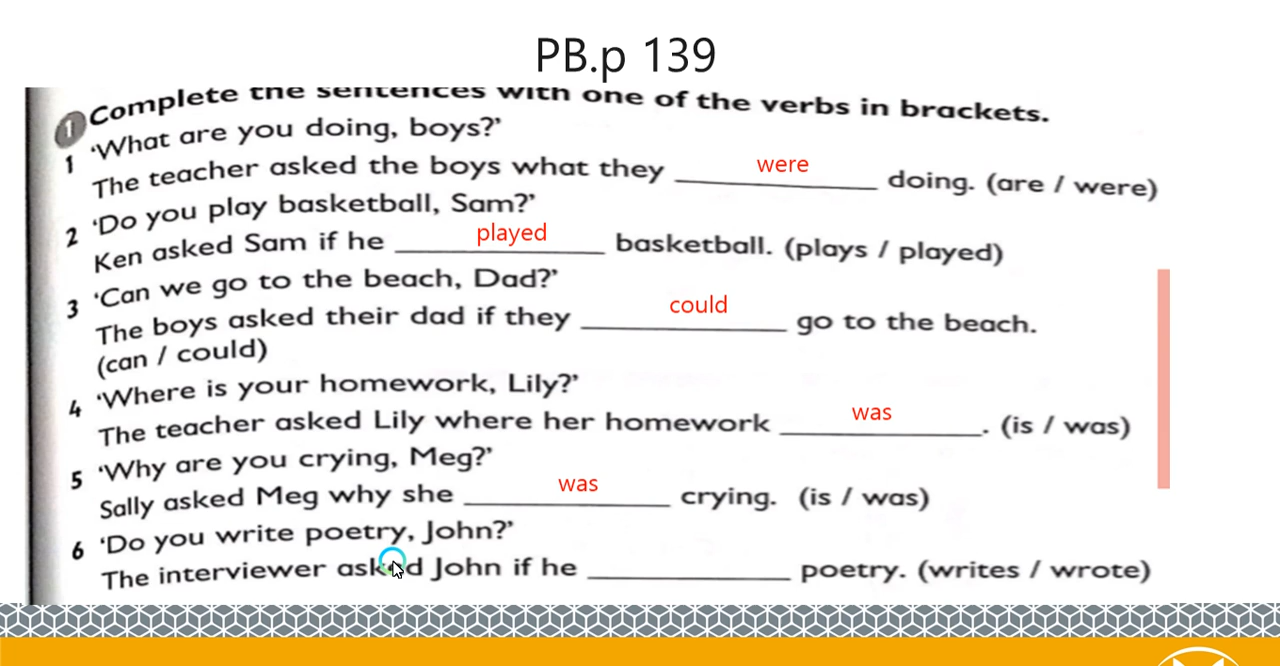 PB.p 139
1 Complete the sentences with one of the verbs in brackets.
1 ‘What are you doing, boys?’
The teacher asked the boys what they were doing. (are / were)
2 ‘Do you play basketball, Sam?’
Ken asked Sam if he played basketball. (plays / played)
3 ‘Can we go to the beach, Dad?’
The boys asked their dad if they could go to the beach.
(can / could)
4 ‘Where is your homework, Lily?’
The teacher asked Lily where her homework was . (is / was)
5 ‘Why are you crying, Meg?’
Sally asked Meg why she was crying. (is / was)
6 ‘Do you write poetry, John?’
The interviewer asked John if he __________ poetry. (writes / wrote)